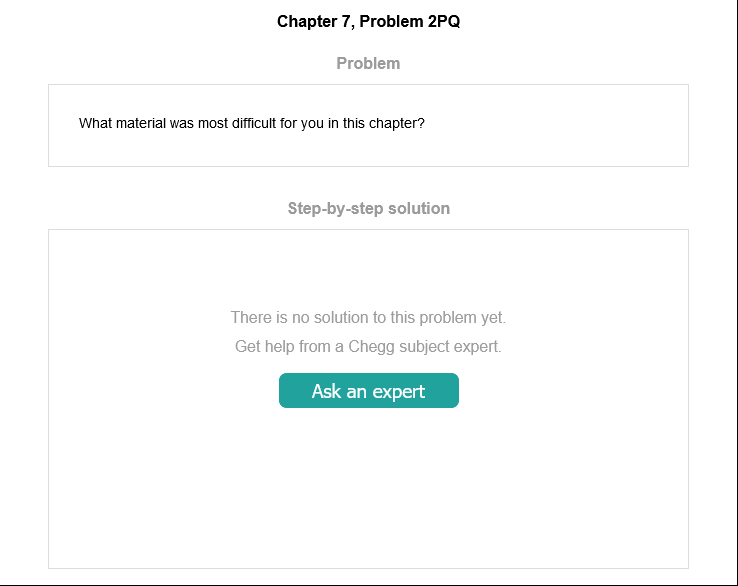 Chapter 7, Problem 2PQ
Problem
What material was most difficult for you in this chapter?
Step-by-step solution
There is no solution to this problem yet.
Get help from a Chegg subject expert.
Ask an expert